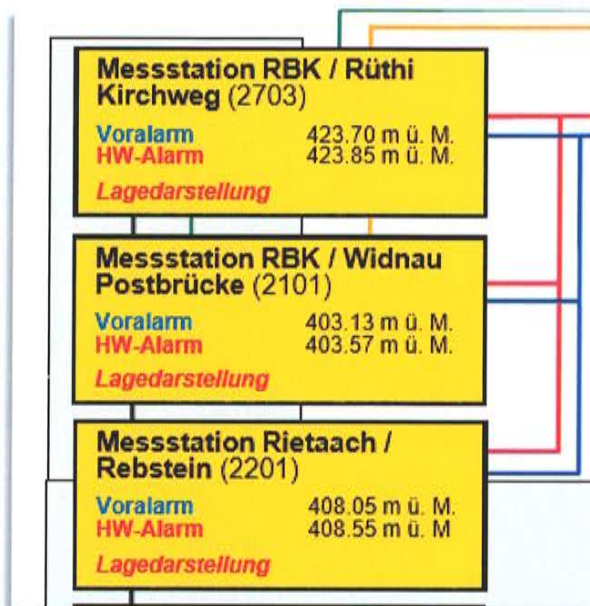 Messstation RBK / Rüthi
Kirchweg (2703)
Voralarm 423.70 m ü. M.
HW-Alarm 423.85 m ü. M.
Lagedarstellung
Messstation RBK / Widnau
Postbrücke (2101)
Voralarm 403.13 m ü. M.
HW-Alarm 403.57 m ü. M.
Lagedarstellung
Messstation Rietaach /
Rebstein (2201)
Voralarm 408.05 m ü. M.
HW-Alarm 408.55 m ü. M
Lagedarstellung